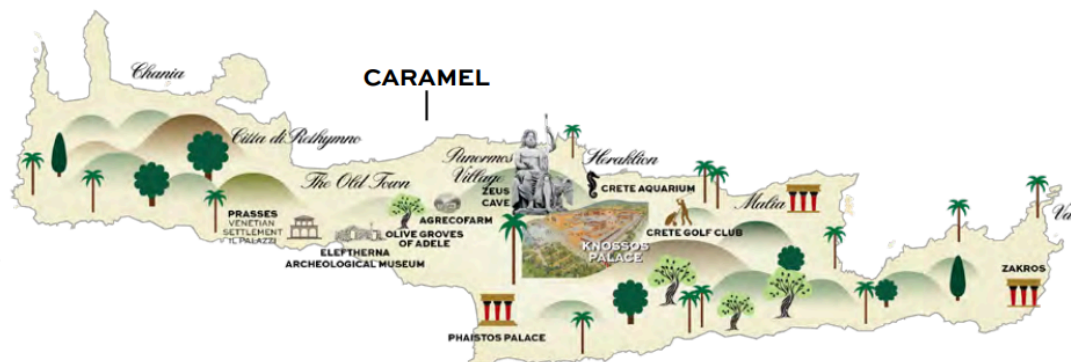 Chania
CARAMEL
Citta di Rethymno
Panormos
Village
Heraklion
The Old Town
ZEUS
CAVE
CRETE AQUARIUM
AGRECOFARM
Malia
PRASSES
VENETIAN
SETTLEMENT
IL PALAZZI
OLIVE GROVES
OF ADELE
CRETE GOLF CLUB
KNOSSOS
PALACE
ELEFTHERNA
ARCHEOLOGICAL MUSEUM
Va
ZAKROS
PHAISTOS PALACE